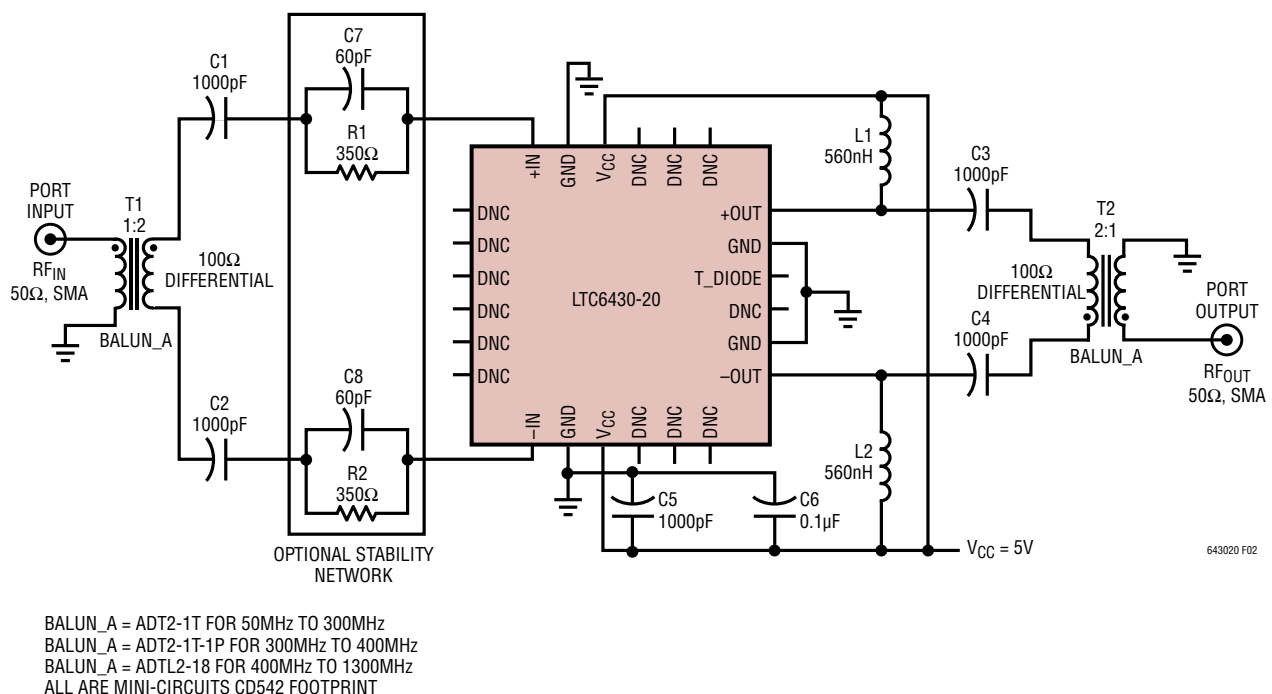 C7
60pF
C1
1000pF
R1
350Ω
PORT
INPUT
T1
1:2
RF_IN
50Ω, SMA
100Ω
DIFFERENTIAL
BALUN_A
C2
1000pF
C8
60pF
R2
350Ω
OPTIONAL STABILITY
NETWORK
+IN
GND
VCC
DNC
DNC
DNC
DNC
DNC
DNC
DNC
DNC
DNC
LTC6430-20
+OUT
GND
T_DIODE
DNC
GND
–OUT
–IN
GND
VCC
DNC
DNC
DNC
L1
560nH
C3
1000pF
T2
2:1
100Ω
DIFFERENTIAL
PORT
OUTPUT
C4
1000pF
BALUN_A
RFOUT
50Ω, SMA
L2
560nH
C5
1000pF
C6
0.1µF
VCC = 5V
643020 F02
BALUN_A = ADT2-1T FOR 50MHz TO 300MHz
BALUN_A = ADT2-1T-1P FOR 300MHz TO 400MHz
BALUN_A = ADTL2-18 FOR 400MHz TO 1300MHz
ALL ARE MINI-CIRCUITS CD542 FOOTPRINT